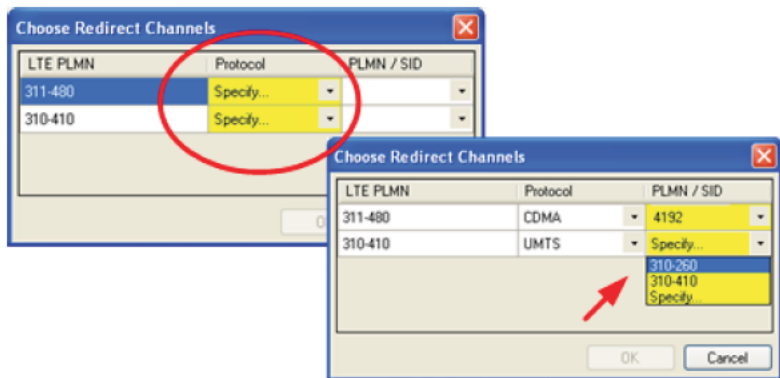 Choose Redirect Channels
LTE PLMN Protocol PLMN / SID
311-480 Specify...
310-410 Specify...
Choose Redirect Channels
LTE PLMN Protocol PLMN / SID
311-480 CDMA 4192
310-410 UMTS Specify...
310-260
310-410
Specify...
OK Cancel